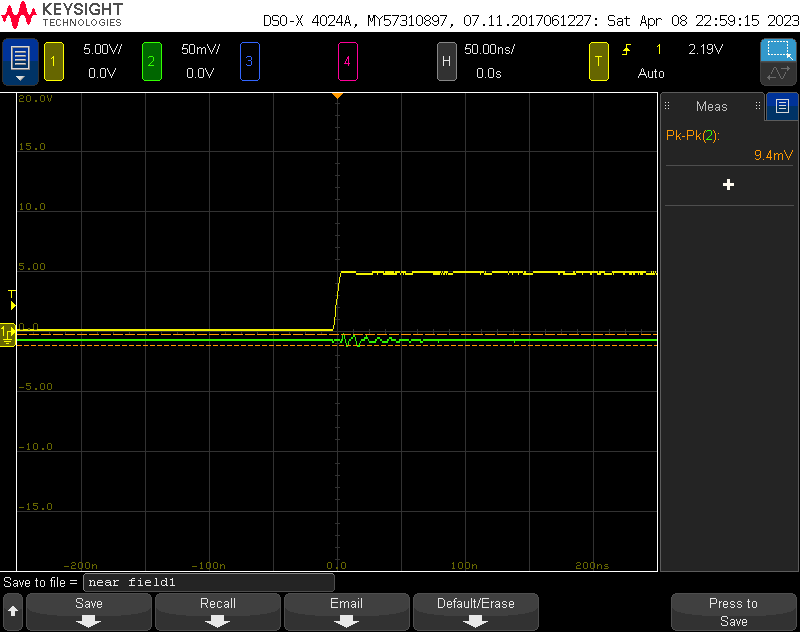 KEYSIGHT
TECHNOLOGIES
DSO-X 4024A, MY57310897, 07.11.2017061227: Sat Apr 08 22:59:15 2023
1 5.00V/ 2 50mV/ 3 4 H 50.00ns/ T 1 2.19V
0.0V 0.0V 0.0s Auto
Meas
Pk-Pk(2):
9.4mV
20.0V
15.0
10.0
5.00
T
1 0.0
-5.00
-10.0
-15.0
-200n -100n 0.0 100n 200ns
Save to file = near field1
Save Recall Email Default/Erase Press to
Save